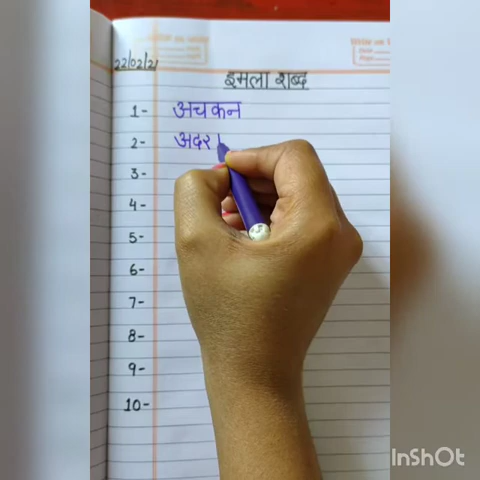 22/02/21
इमला शब्द
1- अचकन
2- अदर
3-
4-
5-
6-
7-
8-
9-
10-
InShOt